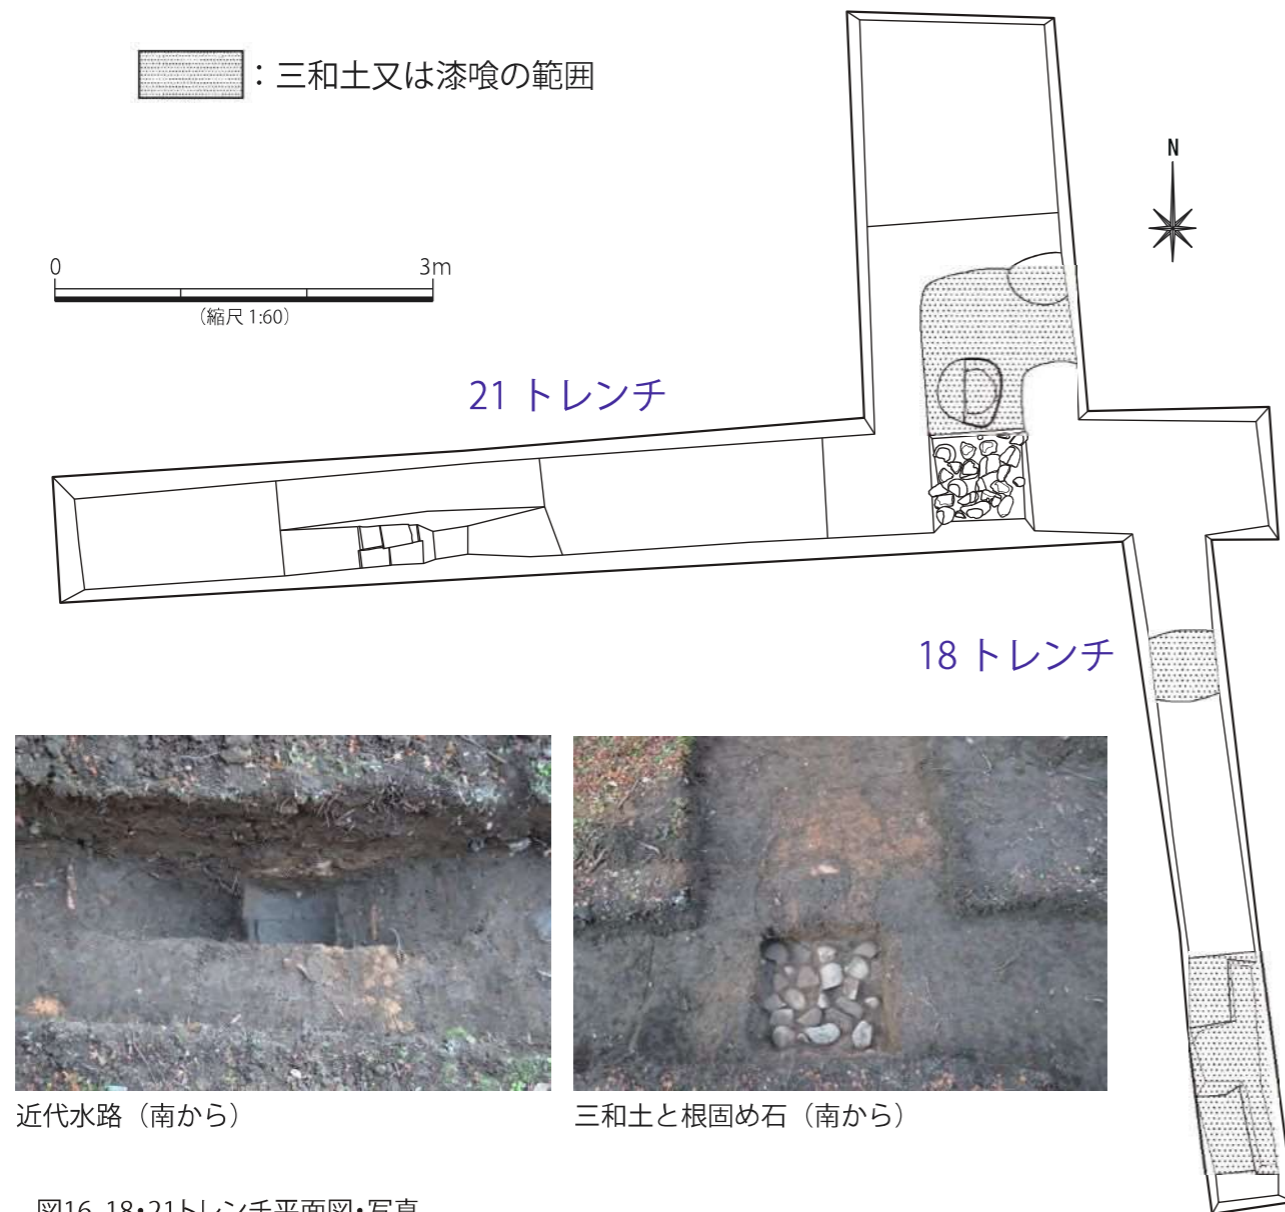 ：三和土又は漆喰の範囲
N
0 3m
（縮尺 1:60）
21 トレンチ
18 トレンチ
近代水路（南から）
三和土と根固め石（南から）
図16 18・21トレンチ平面図・写真